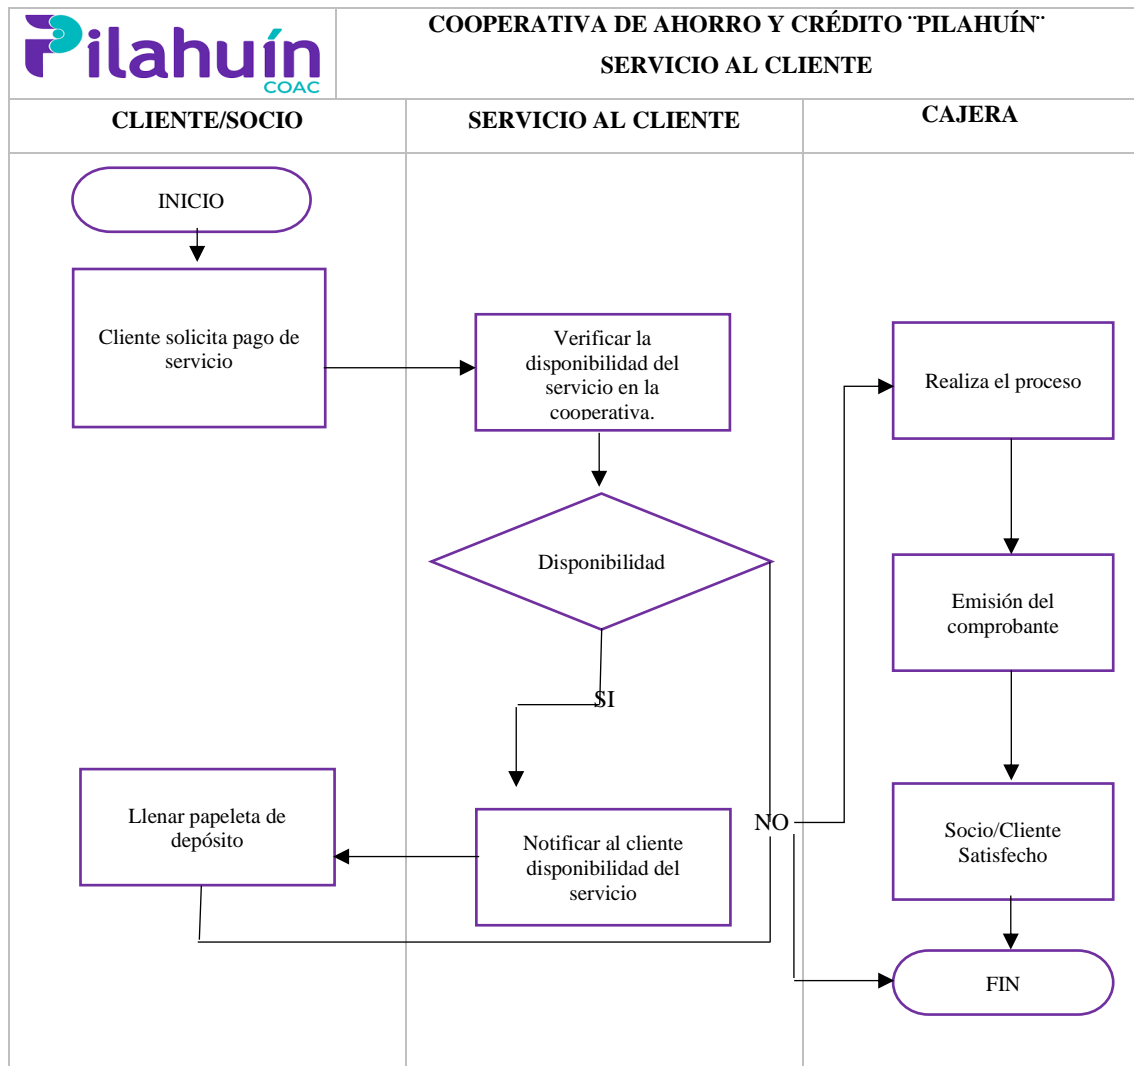 Pilahuín
COAC
COOPERATIVA DE AHORRO Y CRÉDITO ¨PILAHUÍN¨
SERVICIO AL CLIENTE
CLIENTE/SOCIO
SERVICIO AL CLIENTE
CAJERA
INICIO
Cliente solicita pago de
servicio
Verificar la
disponibilidad del
servicio en la
cooperativa.
Realiza el proceso
Disponibilidad
Emisión del
comprobante
SI
Llenar papeleta de
depósito
Notificar al cliente
disponibilidad del
servicio
NO
Socio/Cliente
Satisfecho
FIN